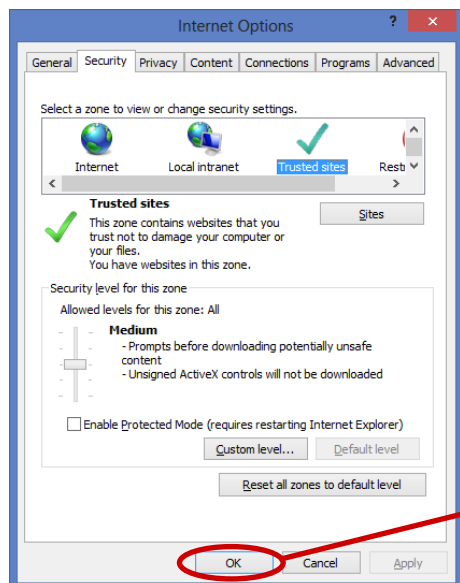 Internet Options
?
×
General Security Privacy Content Connections Programs Advanced
Select a zone to view or change security settings.
Internet Local intranet Trusted sites
Trusted sites
Sites
This zone contains websites that you
trust not to damage your computer or
your files.
You have websites in this zone.
Security level for this zone
Allowed levels for this zone: All
Medium
- Prompts before downloading potentially unsafe
content
- Unsigned ActiveX controls will not be downloaded
Enable Protected Mode (requires restarting Internet Explorer)
Custom level... Default level
Reset all zones to default level
OK Cancel Apply